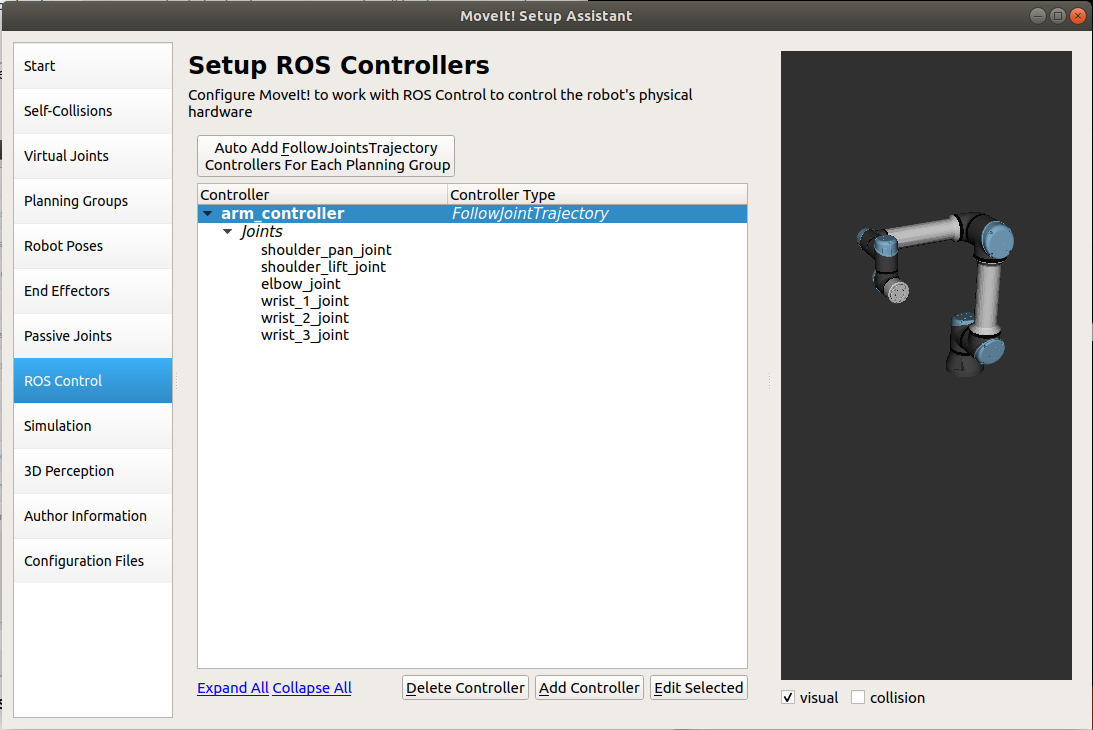 MoveIt! Setup Assistant
Start
Self-Collisions
Virtual Joints
Planning Groups
Robot Poses
End Effectors
Passive Joints
ROS Control
Simulation
3D Perception
Author Information
Configuration Files
Setup ROS Controllers
Configure MoveIt! to work with ROS Control to control the robot's physical
hardware
Auto Add FollowJointsTrajectory
Controllers For Each Planning Group
Controller Controller Type
arm_controller FollowJointTrajectory
Joints
shoulder_pan_joint
shoulder_lift_joint
elbow_joint
wrist_1_joint
wrist_2_joint
wrist_3_joint
Expand All Collapse All Delete Controller Add Controller Edit Selected
visual collision